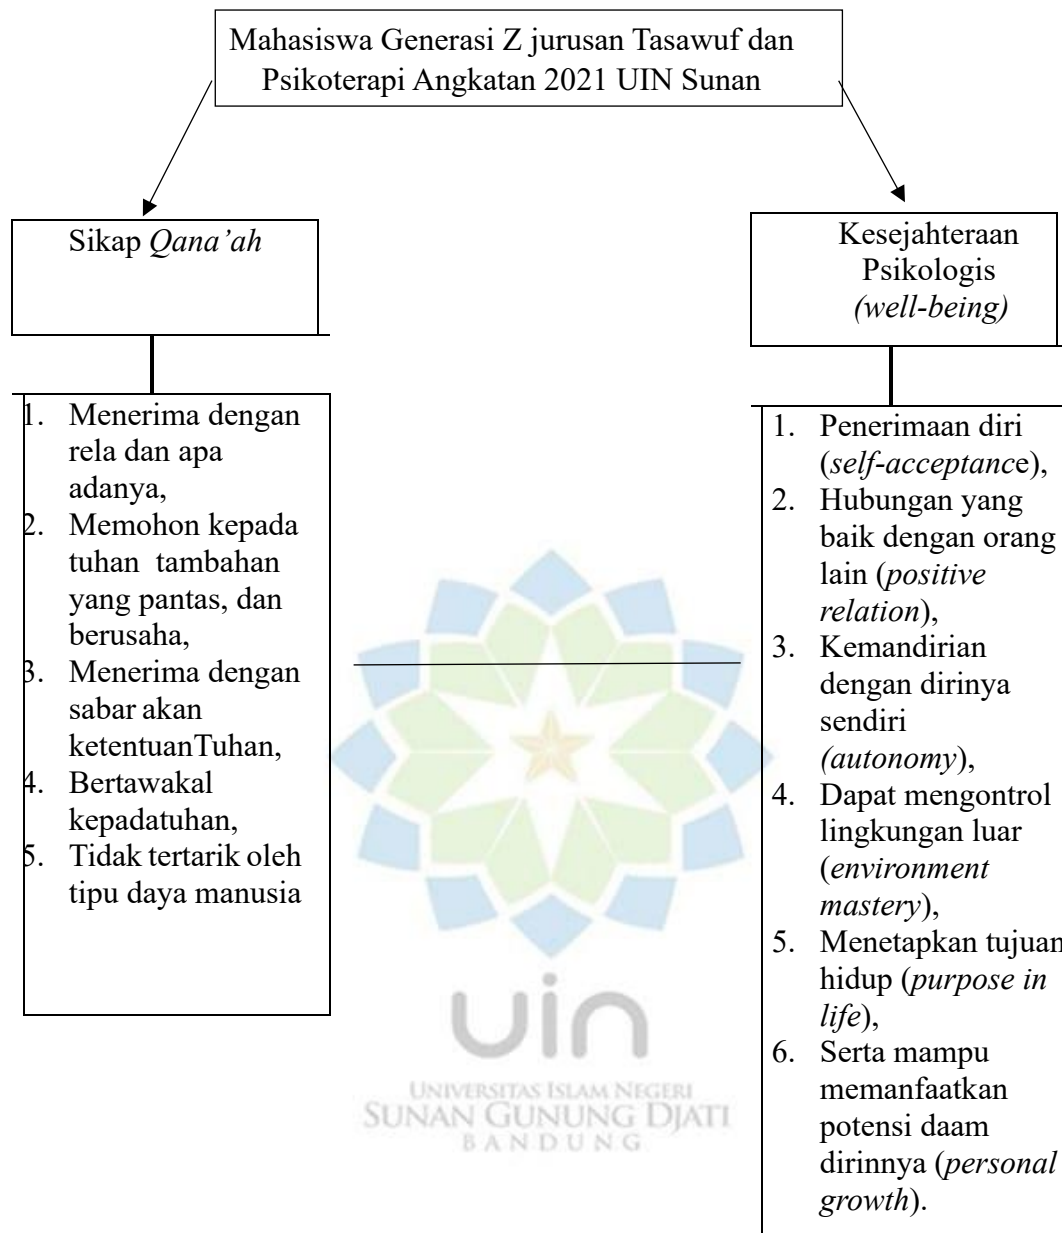 Mahasiswa Generasi Z jurusan Tasawuf dan
Psikoterapi Angkatan 2021 UIN Sunan
Sikap Qana’ah
Kesejahteraan
Psikologis
(well-being)
1. Menerima dengan
rela dan apa
adanya,
2. Memohon kepada
tuhan tambahan
yang pantas, dan
berusaha,
3. Menerima dengan
sabar akan
ketentuanTuhan,
4. Bertawakal
kepadatuhan,
5. Tidak tertarik oleh
tipu daya manusia
1. Penerimaan diri
(self-acceptance),
2. Hubungan yang
baik dengan orang
lain (positive
relation),
3. Kemandirian
dengan dirinya
sendiri
(autonomy),
4. Dapat mengontrol
lingkungan luar
(environment
mastery),
5. Menetapkan tujuan
hidup (purpose in
life),
6. Serta mampu
memanfaatkan
potensi daam
dirinnya (personal
growth).
uin
UNIVERSITAS ISLAM NEGERI
SUNAN GUNUNG DJATI
BANDUNG